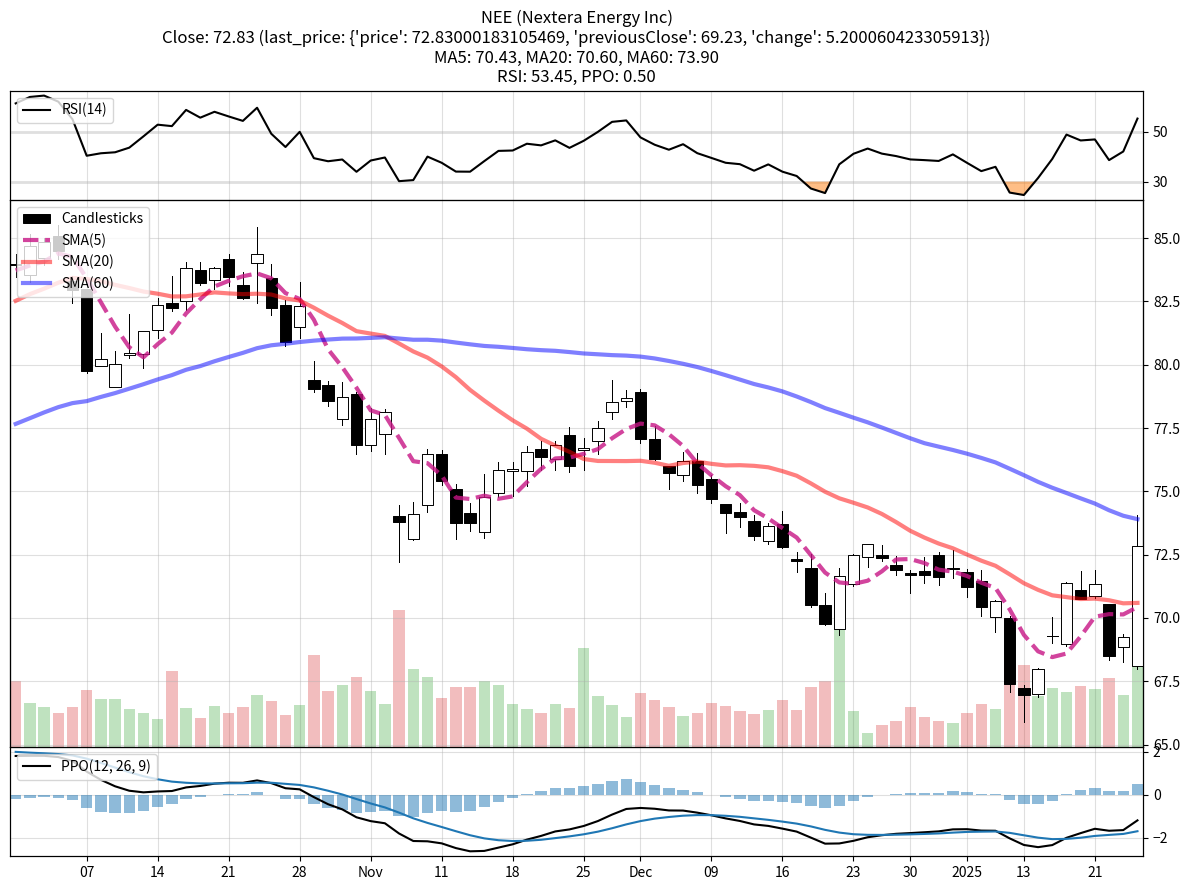 NEE (Nextera Energy Inc)
Close: 72.83 (last_price: {'price': 72.83000183105469, 'previousClose': 69.23, 'change': 5.200060423305913})
MA5: 70.43, MA20: 70.60, MA60: 73.90
RSI: 53.45, PPO: 0.50
RSI(14)
50
30
Candlesticks
SMA(5)
SMA(20)
SMA(60)
85.0
82.5
80.0
77.5
75.0
72.5
70.0
67.5
65.0
PPO(12, 26, 9)
2
0
−2
07 14 21 28 Nov 11 18 25 Dec 09 16 23 30 2025 13 21